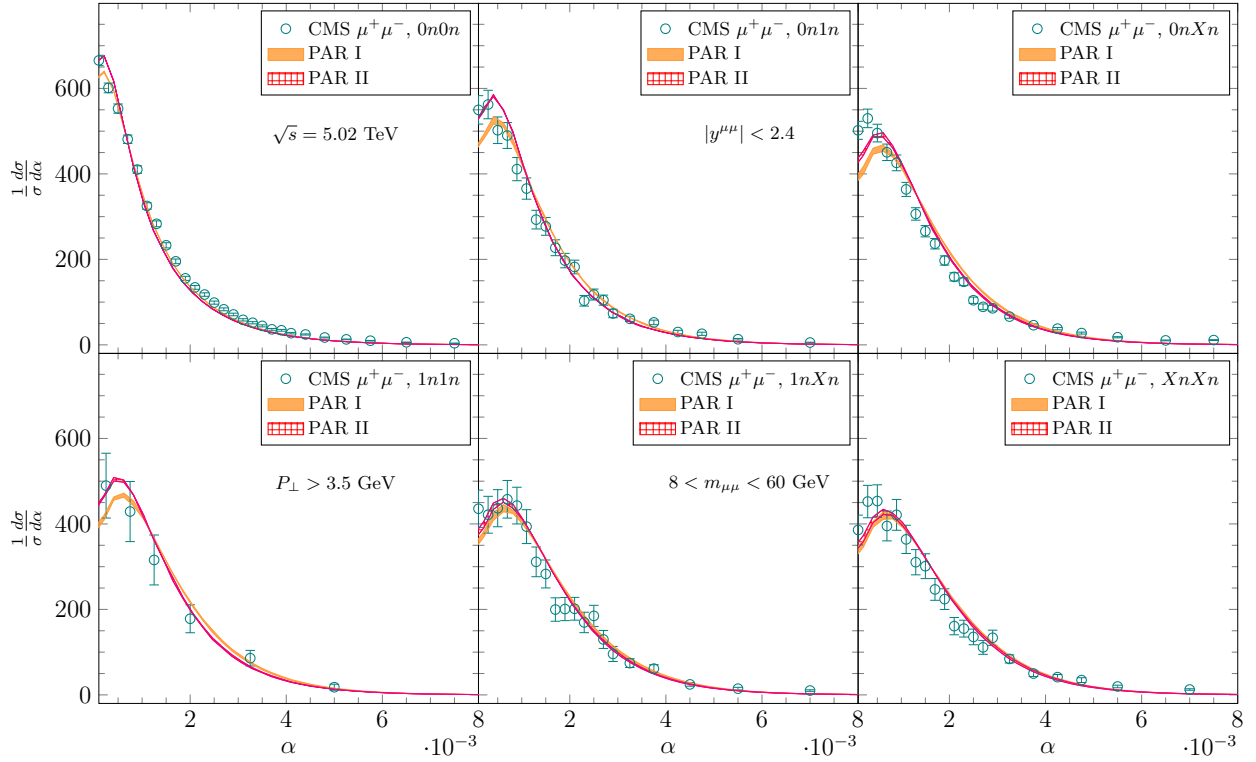 CMS μ⁺μ⁻, 0n0n
PAR I
PAR II
√s = 5.02 TeV
CMS μ⁺μ⁻, 0n1n
PAR I
PAR II
|y^{μμ}| < 2.4
CMS μ⁺μ⁻, 0nXn
PAR I
PAR II
600
400
200
0
1/σ dσ/dα
CMS μ⁺μ⁻, 1n1n
PAR I
PAR II
P⊥ > 3.5 GeV
CMS μ⁺μ⁻, 1nXn
PAR I
PAR II
8 < m_{μμ} < 60 GeV
CMS μ⁺μ⁻, XnXn
PAR I
PAR II
600
400
200
0
1/σ dσ/dα
2 4 6 8 2 4 6 8 2 4 6 8
α ·10⁻³ α ·10⁻³ α ·10⁻³